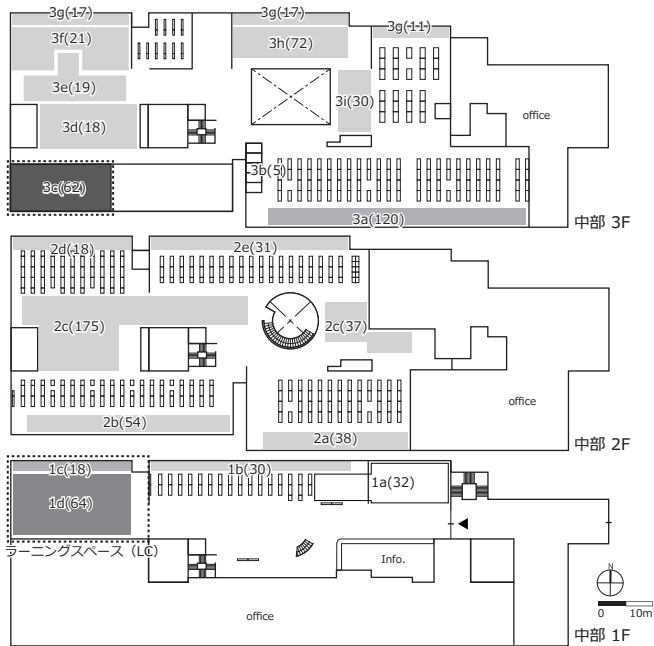 3g(17)
3g(17)
3g(11)
3f(21)
3h(72)
3e(19)
3i(30)
office
3d(18)
3b(5)
3c(62)
3a(120)
中部 3F
2d(18)
2e(31)
2c(175)
2c(37)
office
2b(54)
2a(38)
中部 2F
1c(18)
1b(30)
1a(32)
1d(64)
ラーニングスペース（LC）
Info.
N
office
0 10m
中部 1F